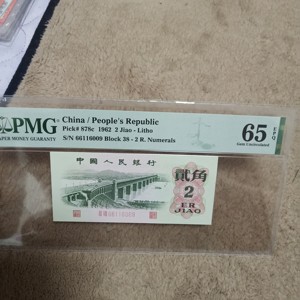 PMG
PAPER MONEY GUARANTY
China / People's Republic
Pick# 878c 1962 2 Jiao - Litho
S/N 66116009 Block 28 - 2 R. Numerals
65 EPQ
Gem Uncirculated
中國人民銀行
貳角
2
ER
JIAO